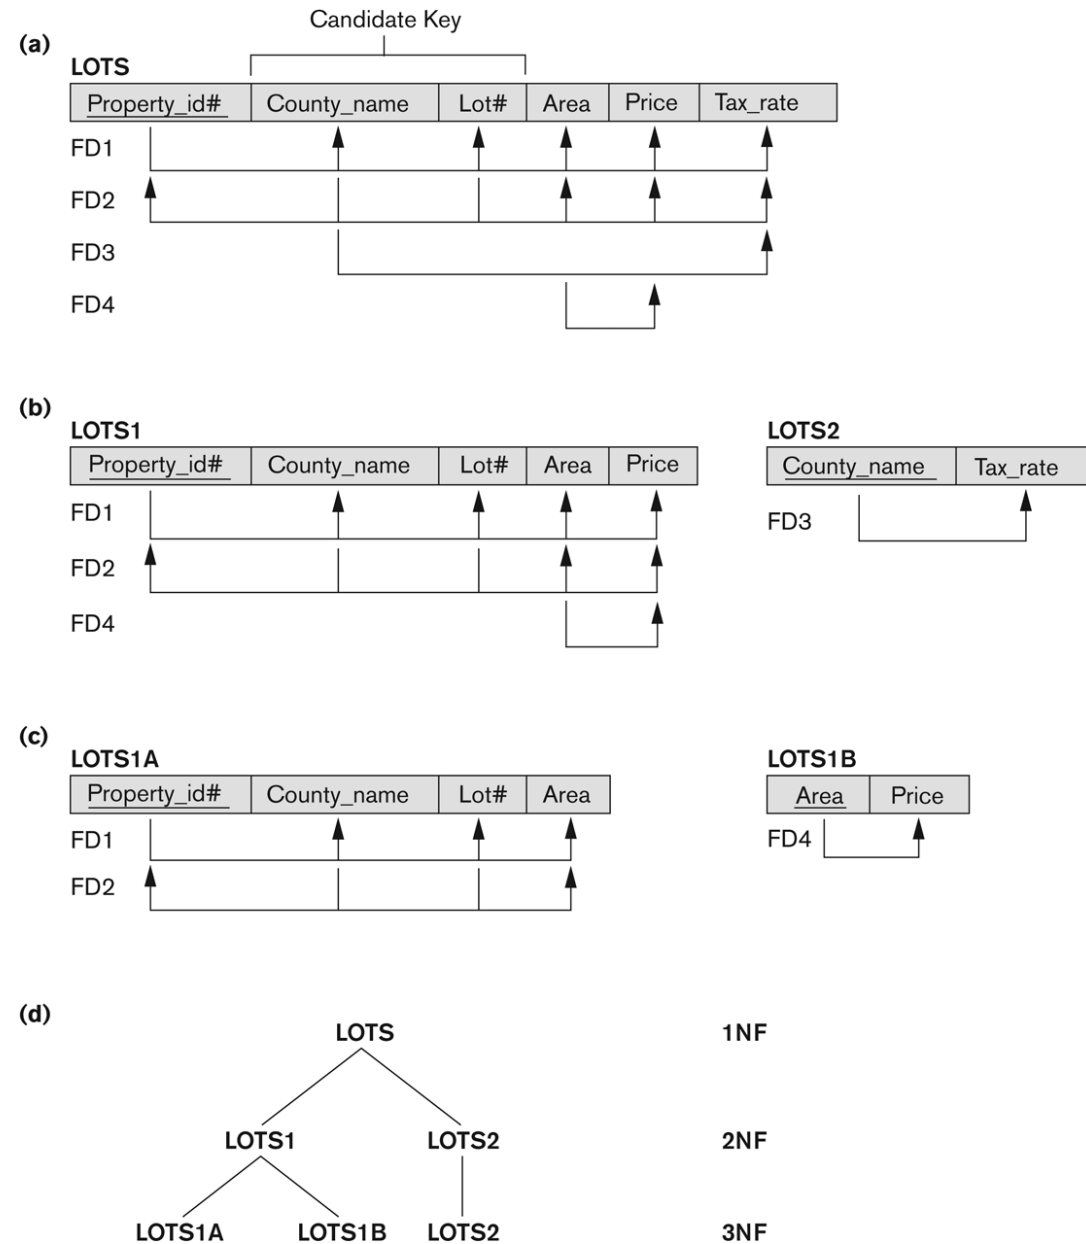 Candidate Key
(a)
LOTS
Property_id# County_name Lot# Area Price Tax_rate
FD1
FD2
FD3
FD4
(b)
LOTS1
Property_id# County_name Lot# Area Price
FD1
FD2
FD4
LOTS2
County_name Tax_rate
FD3
(c)
LOTS1A
Property_id# County_name Lot# Area
FD1
FD2
LOTS1B
Area Price
FD4
(d)
LOTS 1NF
LOTS1 LOTS2 2NF
LOTS1A LOTS1B LOTS2 3NF